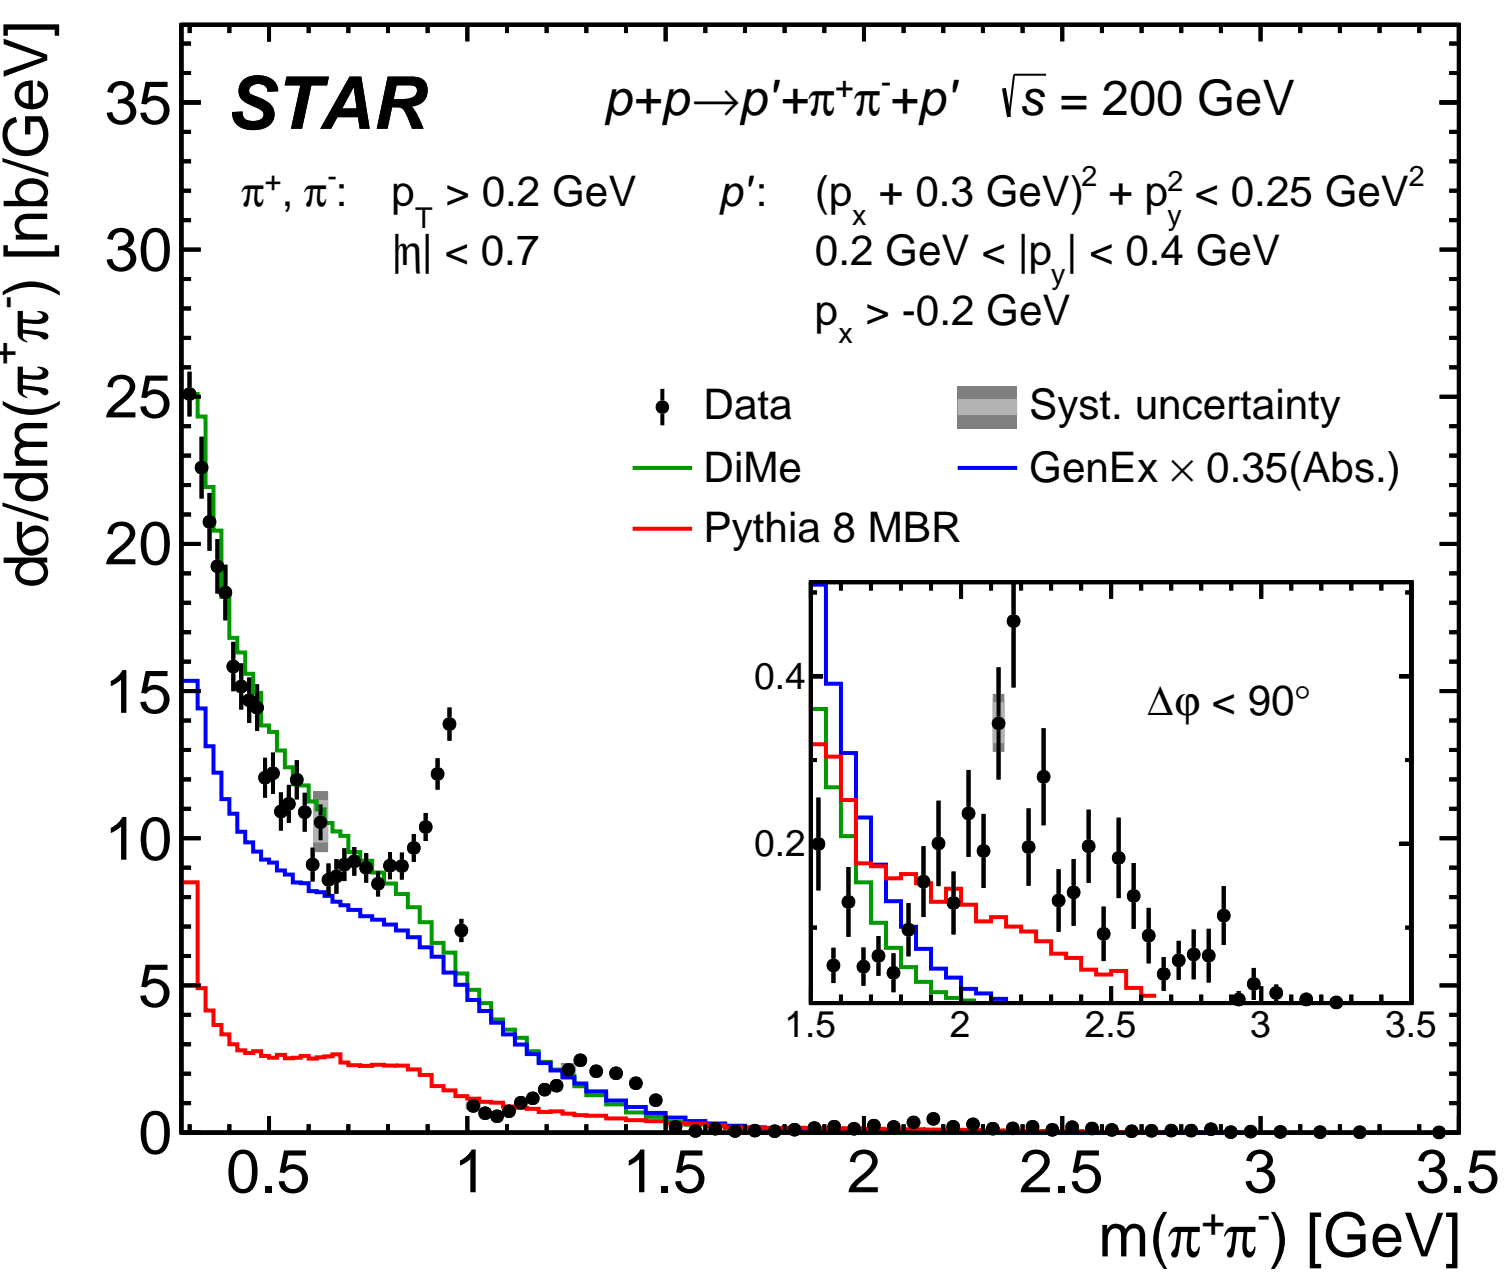 STAR p+p→p′+π⁺π⁻+p′ √s = 200 GeV
π⁺, π⁻: p_T > 0.2 GeV p′: (p_x + 0.3 GeV)² + p_y² < 0.25 GeV²
|η| < 0.7 0.2 GeV < |p_y| < 0.4 GeV
p_x > -0.2 GeV
Data Syst. uncertainty
DiMe GenEx × 0.35(Abs.)
Pythia 8 MBR
dσ/dm(π⁺π⁻) [nb/GeV]
35
30
25
20
15
10
5
0
0.5 1 1.5 2 2.5 3 3.5
m(π⁺π⁻) [GeV]
Δφ < 90°
0.4
0.2
1.5 2 2.5 3 3.5